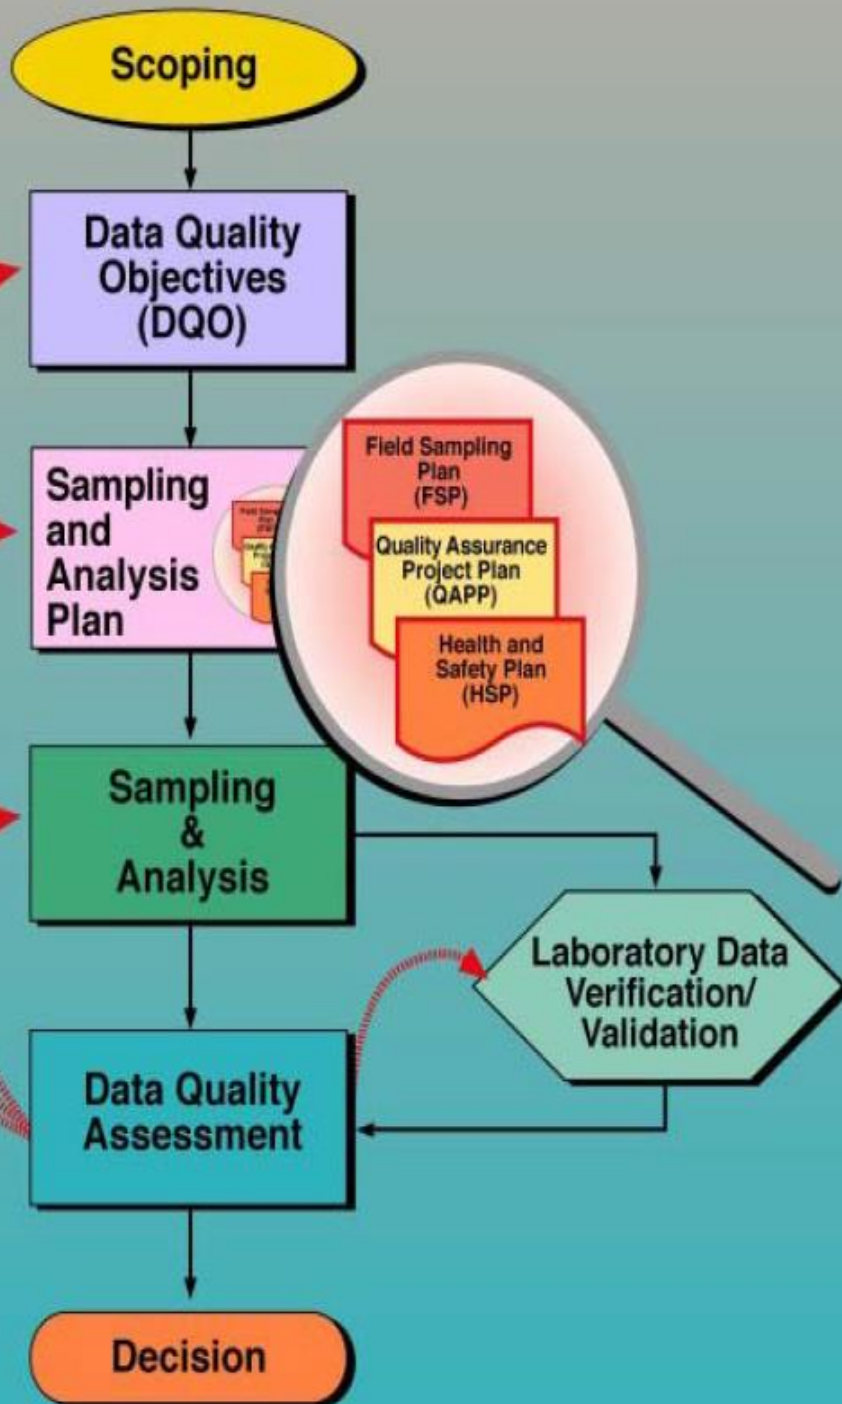 Scoping
Data Quality
Objectives
(DQO)
Sampling
and
Analysis
Plan
Field Sampling
Plan
(FSP)
Quality Assurance
Project Plan
(QAPP)
Health and
Safety Plan
(HSP)
Sampling
&
Analysis
Laboratory Data
Verification/
Validation
Data Quality
Assessment
Decision